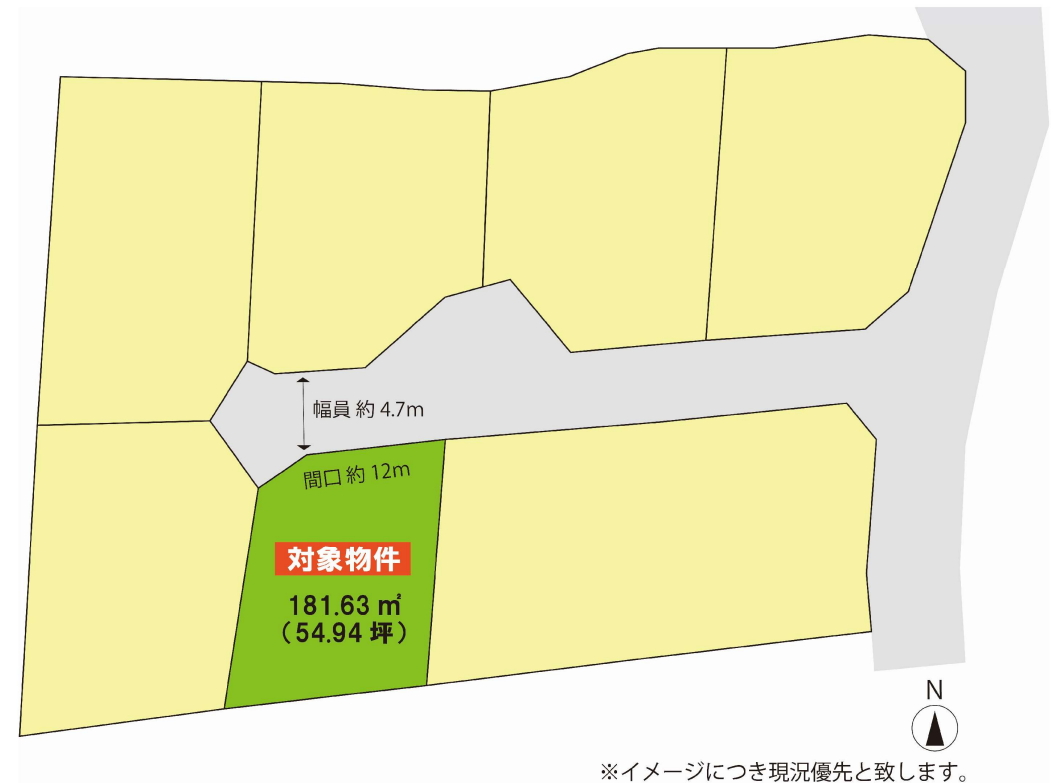 幅員 約 4.7m
間口 約 12m
対象物件
181.63 ㎡
（54.94 坪）
N
※イメージにつき現況優先と致します。